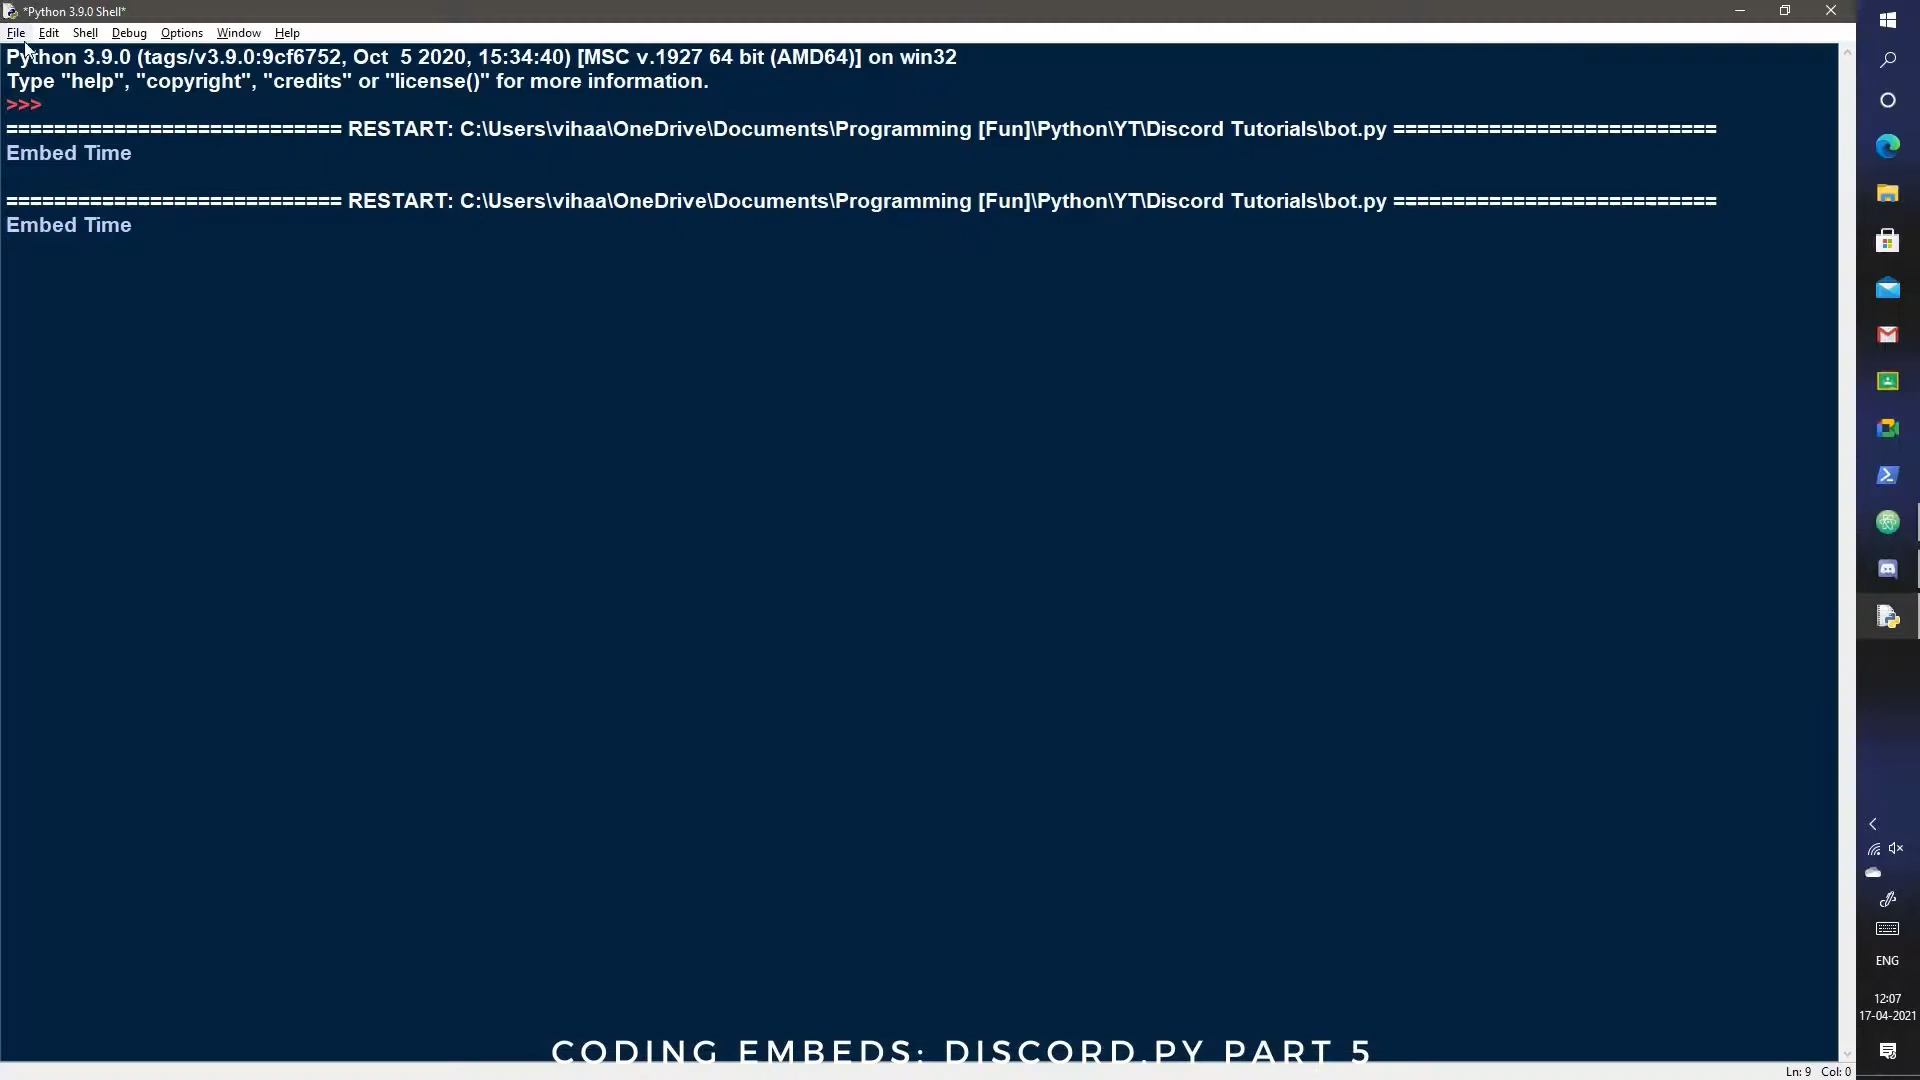 *Python 3.9.0 Shell*
File Edit Shell Debug Options Window Help
Python 3.9.0 (tags/v3.9.0:9cf6752, Oct  5 2020, 15:34:40) [MSC v.1927 64 bit (AMD64)] on win32
Type "help", "copyright", "credits" or "license()" for more information.
>>>
============================ RESTART: C:\Users\vihaa\OneDrive\Documents\Programming [Fun]\Python\YT\Discord Tutorials\bot.py ===========================
Embed Time
============================ RESTART: C:\Users\vihaa\OneDrive\Documents\Programming [Fun]\Python\YT\Discord Tutorials\bot.py ===========================
Embed Time
ENG
12:07
17-04-2021
CODING EMBEDS: DISCORD.PY PART 5
Ln: 9 Col: 0